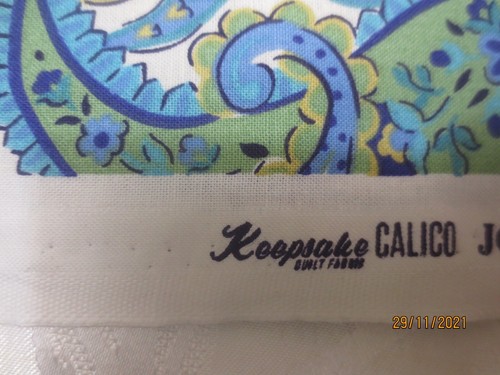 Keepsake CALICO
QUILT FABRIC
29/11/2021